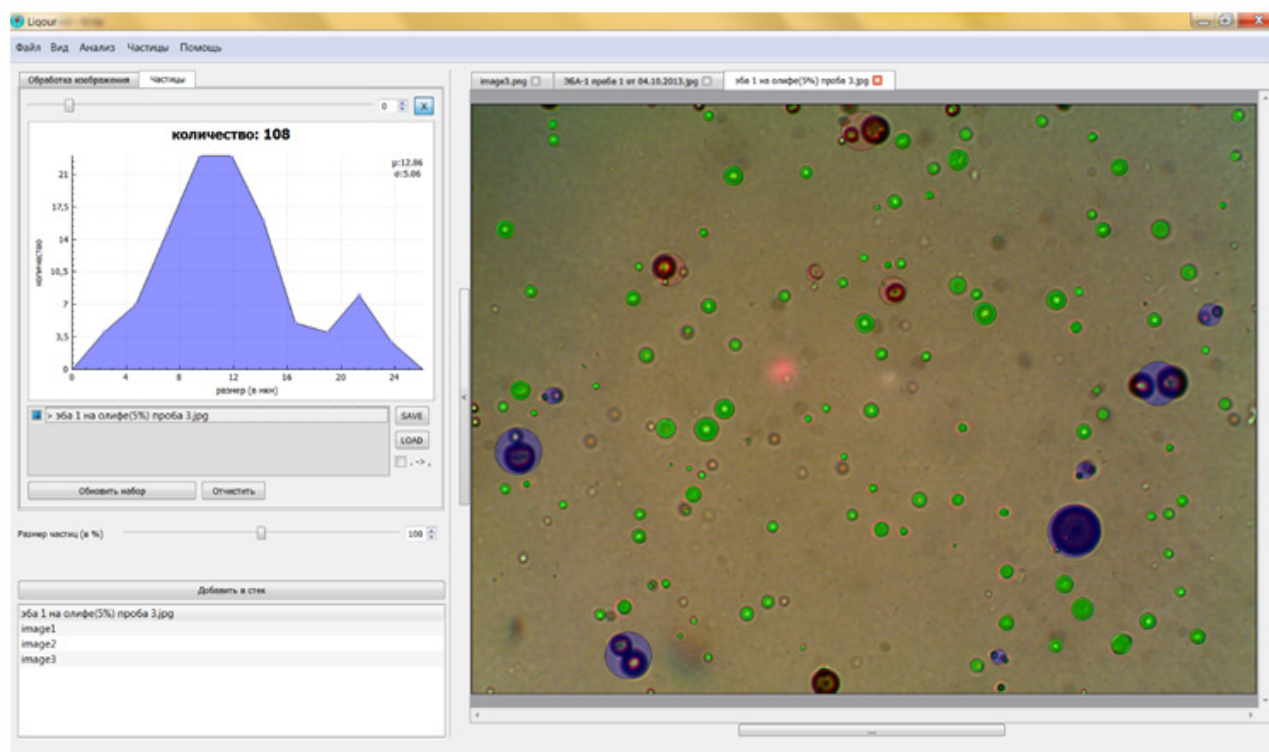 Liqour
Файл Вид Анализ Частицы Помощь
Обработка изображения Частицы
0 X
количество: 108
μ:12.86
σ:5.06
21
17,5
14
10,5
7
3,5
0
количество
0 4 8 12 16 20 24
размер (в мкн)
> эба 1 на олифе(5%) проба 3.jpg
SAVE
LOAD
. -> ,
Обновить набор Отчистить
Размер частиц (в %) 100
Добавить в стек
эба 1 на олифе(5%) проба 3.jpg
image1
image2
image3
image3.png ЭБА-1 проба 1 от 04.10.2013.jpg эба 1 на олифе(5%) проба 3.jpg
...